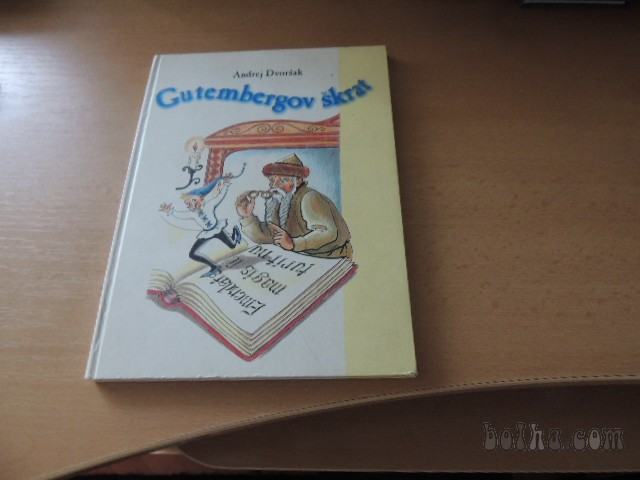 Andrej Dvoršak
Gutembergov škrat
bolha.com